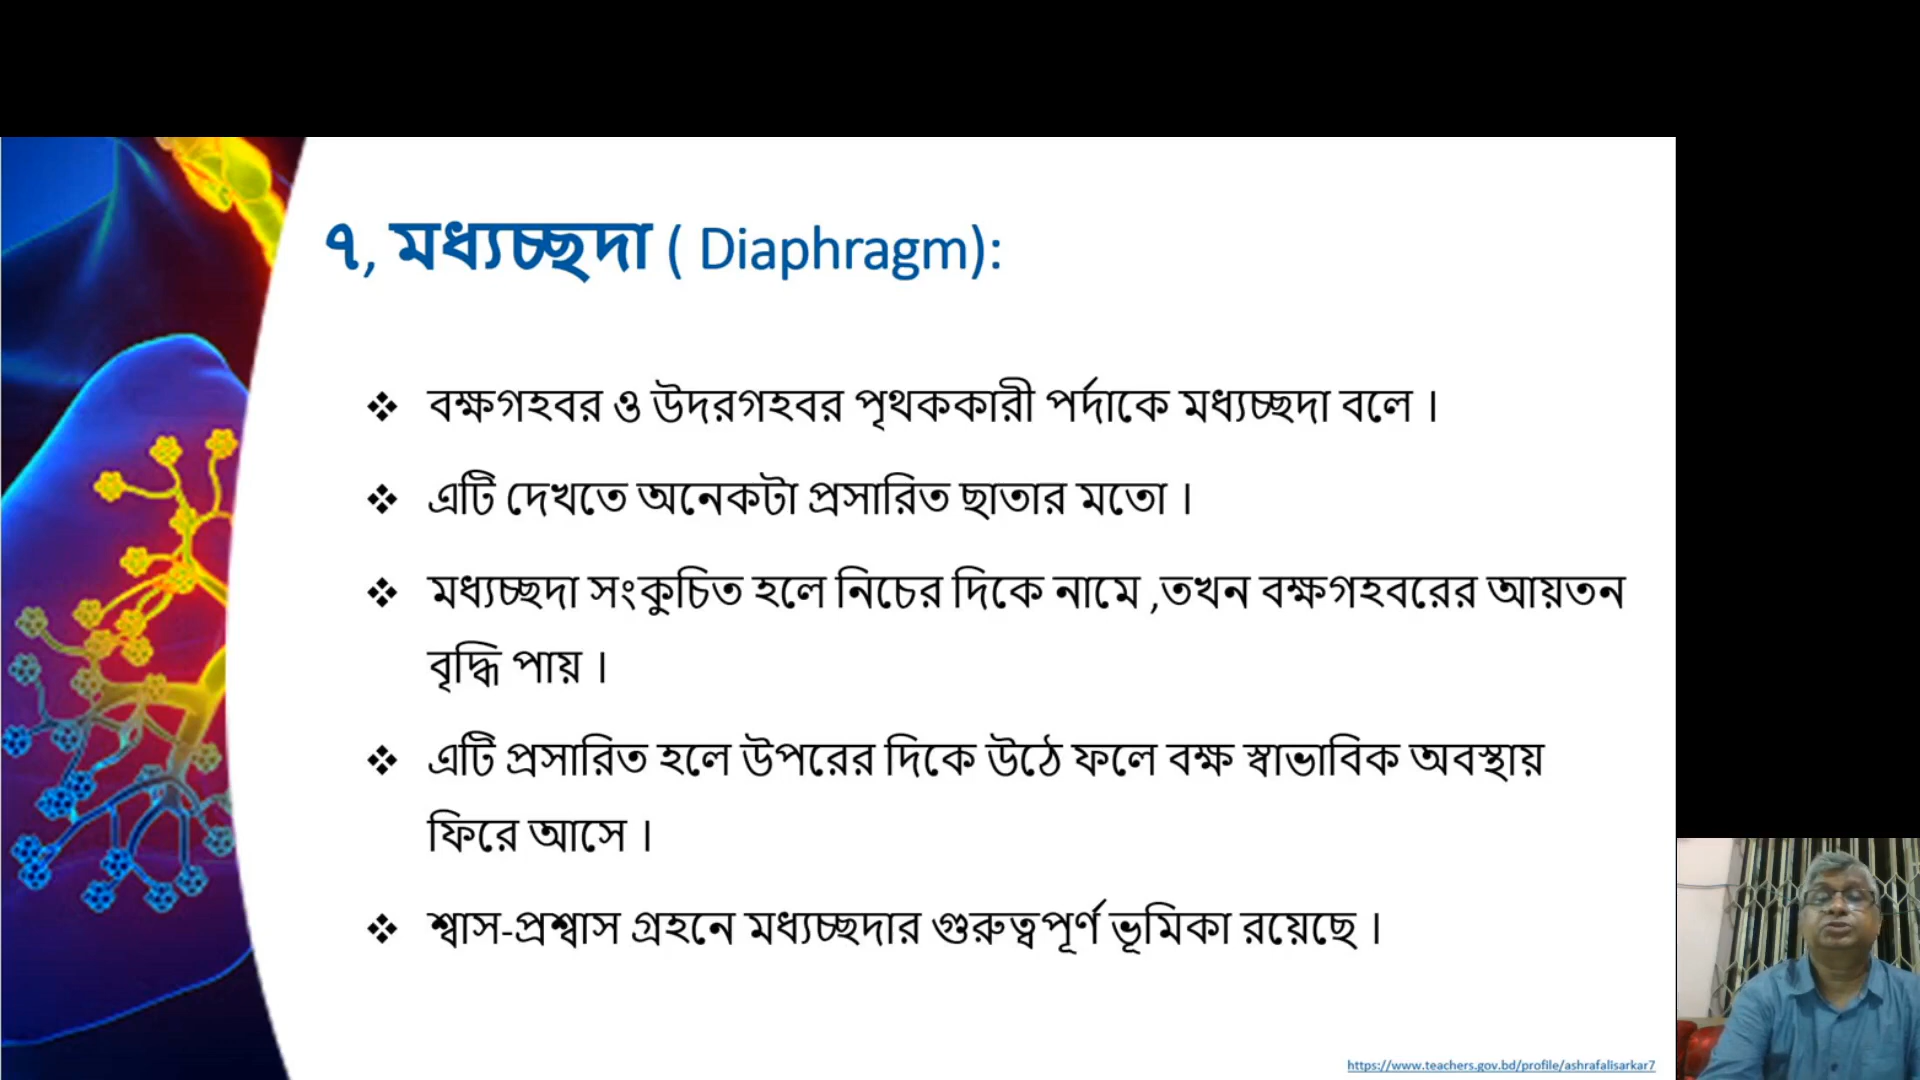 ৭, মধ্যচ্ছদা ( Diaphragm):
❖ বক্ষগহবর ও উদরগহবর পৃথককারী পর্দাকে মধ্যচ্ছদা বলে ।
❖ এটি দেখতে অনেকটা প্রসারিত ছাতার মতো ।
❖ মধ্যচ্ছদা সংকুচিত হলে নিচের দিকে নামে ,তখন বক্ষগহবরের আয়তন
বৃদ্ধি পায় ।
❖ এটি প্রসারিত হলে উপরের দিকে উঠে ফলে বক্ষ স্বাভাবিক অবস্থায়
ফিরে আসে ।
❖ শ্বাস-প্রশ্বাস গ্রহনে মধ্যচ্ছদার গুরুত্বপূর্ণ ভূমিকা রয়েছে ।
https://www.teachers.gov.bd/profile/ashrafalisarkar7